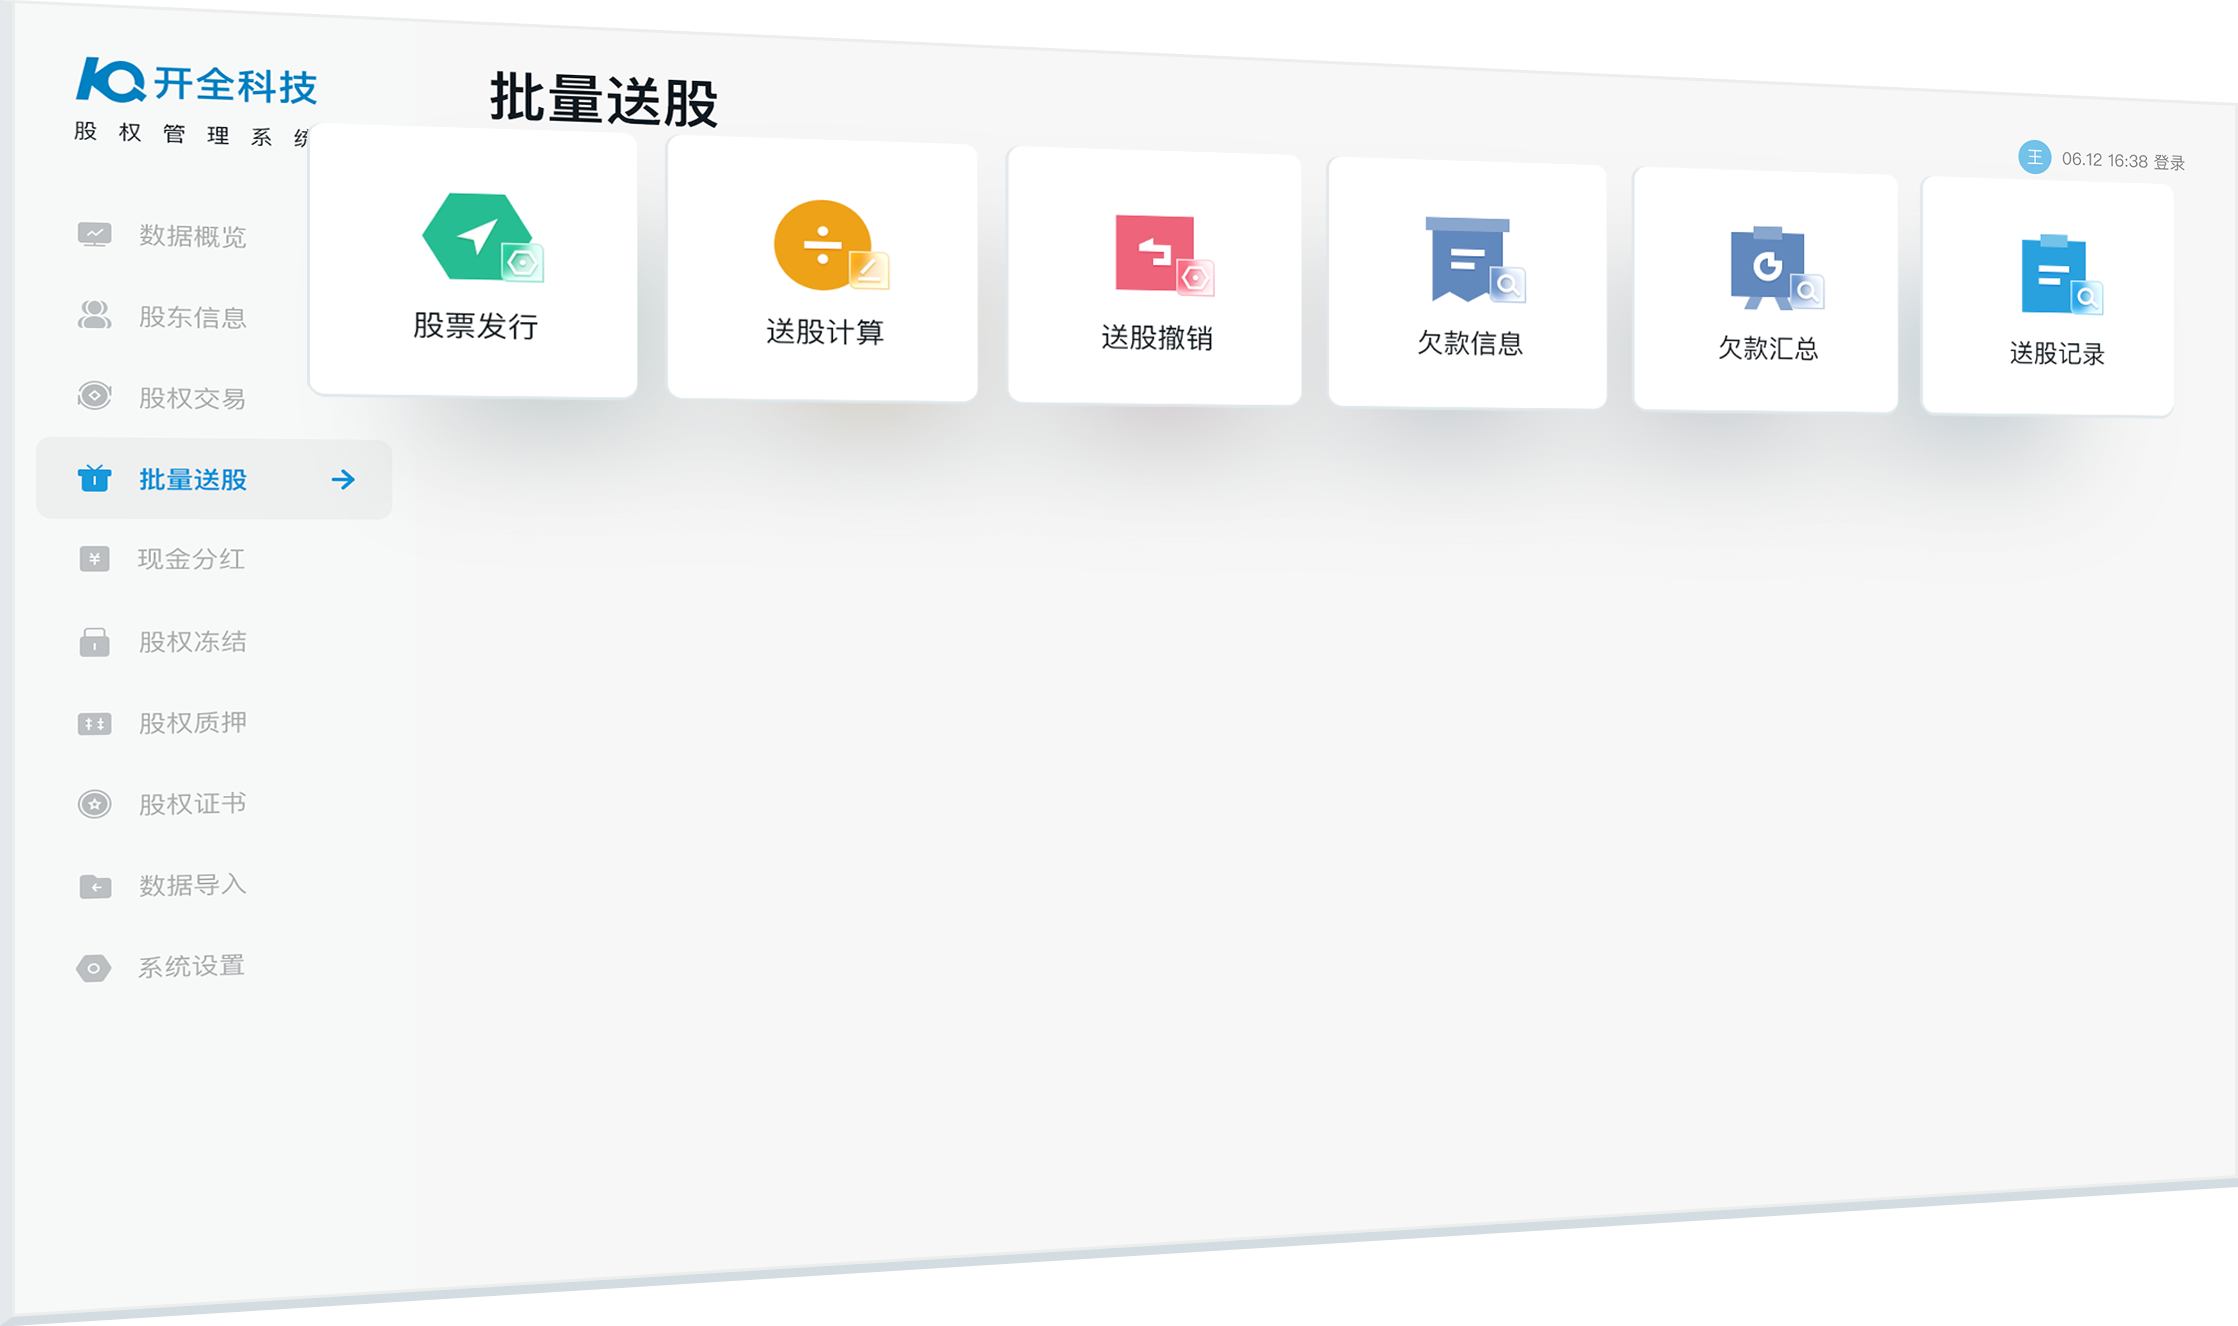 开全科技
股权管理系统
批量送股
王
06.12 16:38 登录
数据概览
股东信息
股权交易
批量送股
现金分红
股权冻结
股权质押
股权证书
数据导入
系统设置
股票发行
送股计算
送股撤销
欠款信息
欠款汇总
送股记录